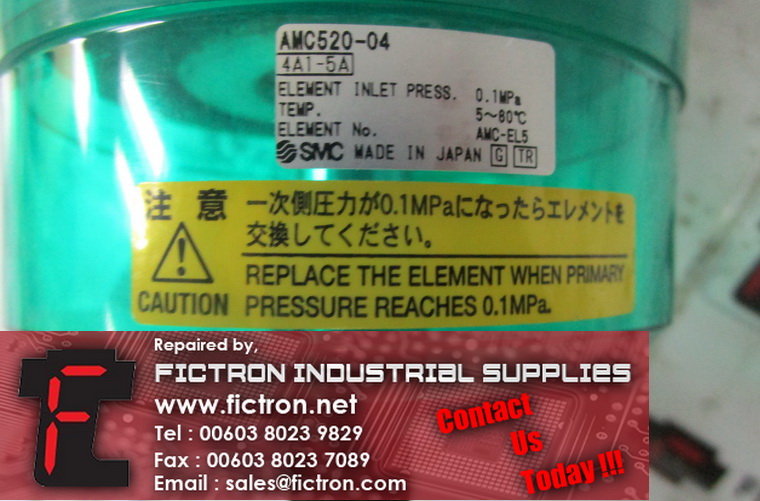 AMC520-04
4A1-5A
ELEMENT INLET PRESS. 0.1MPa
TEMP. 5~60℃
ELEMENT No. AMC-EL5
SMC MADE IN JAPAN G TR
注意 一次側圧力が0.1MPaになったらエレメントを
交換してください。
CAUTION
REPLACE THE ELEMENT WHEN PRIMARY
PRESSURE REACHES 0.1MPa.
Repaired by,
FICTRON INDUSTRIAL SUPPLIES
www.fictron.net
Tel : 00603 8023 9829
Fax : 00603 8023 7089
Email : sales@fictron.com
Contact
Us
Today !!!